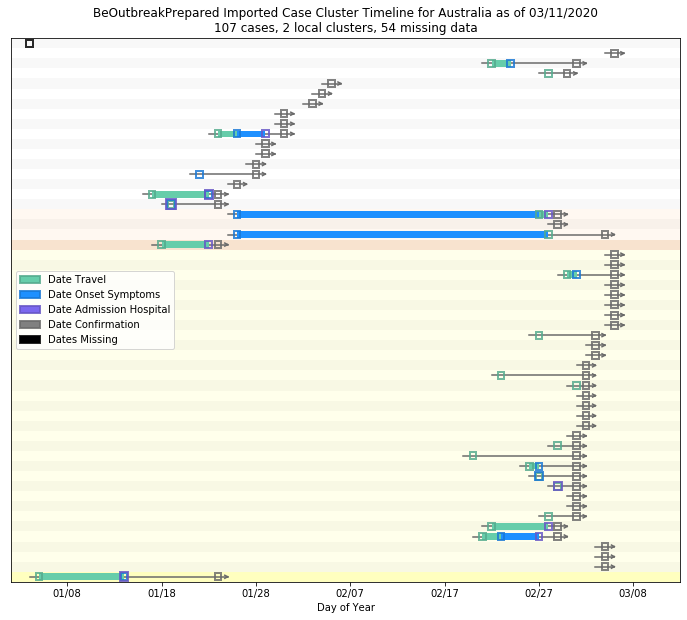 BeOutbreakPrepared Imported Case Cluster Timeline for Australia as of 03/11/2020
107 cases, 2 local clusters, 54 missing data
Date Travel
Date Onset Symptoms
Date Admission Hospital
Date Confirmation
Dates Missing
01/08 01/18 01/28 02/07 02/17 02/27 03/08
Day of Year